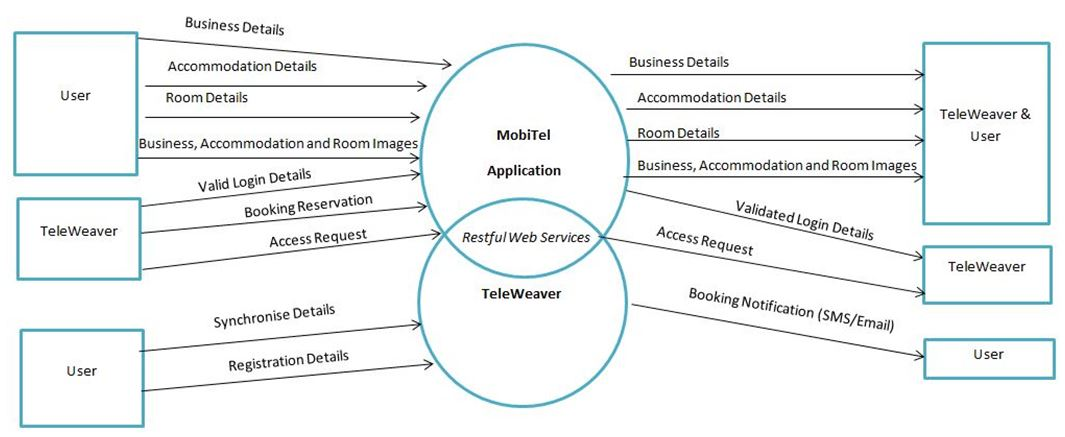 Business Details
User
Accommodation Details
Room Details
Business, Accommodation and Room Images
Valid Login Details
TeleWeaver
Booking Reservation
Access Request
Synchronise Details
User
Registration Details
MobiTel
Application
Restful Web Services
TeleWeaver
Business Details
Accommodation Details
Room Details
Business, Accommodation and Room Images
TeleWeaver &
User
Validated Login Details
Access Request
TeleWeaver
Booking Notification (SMS/Email)
User